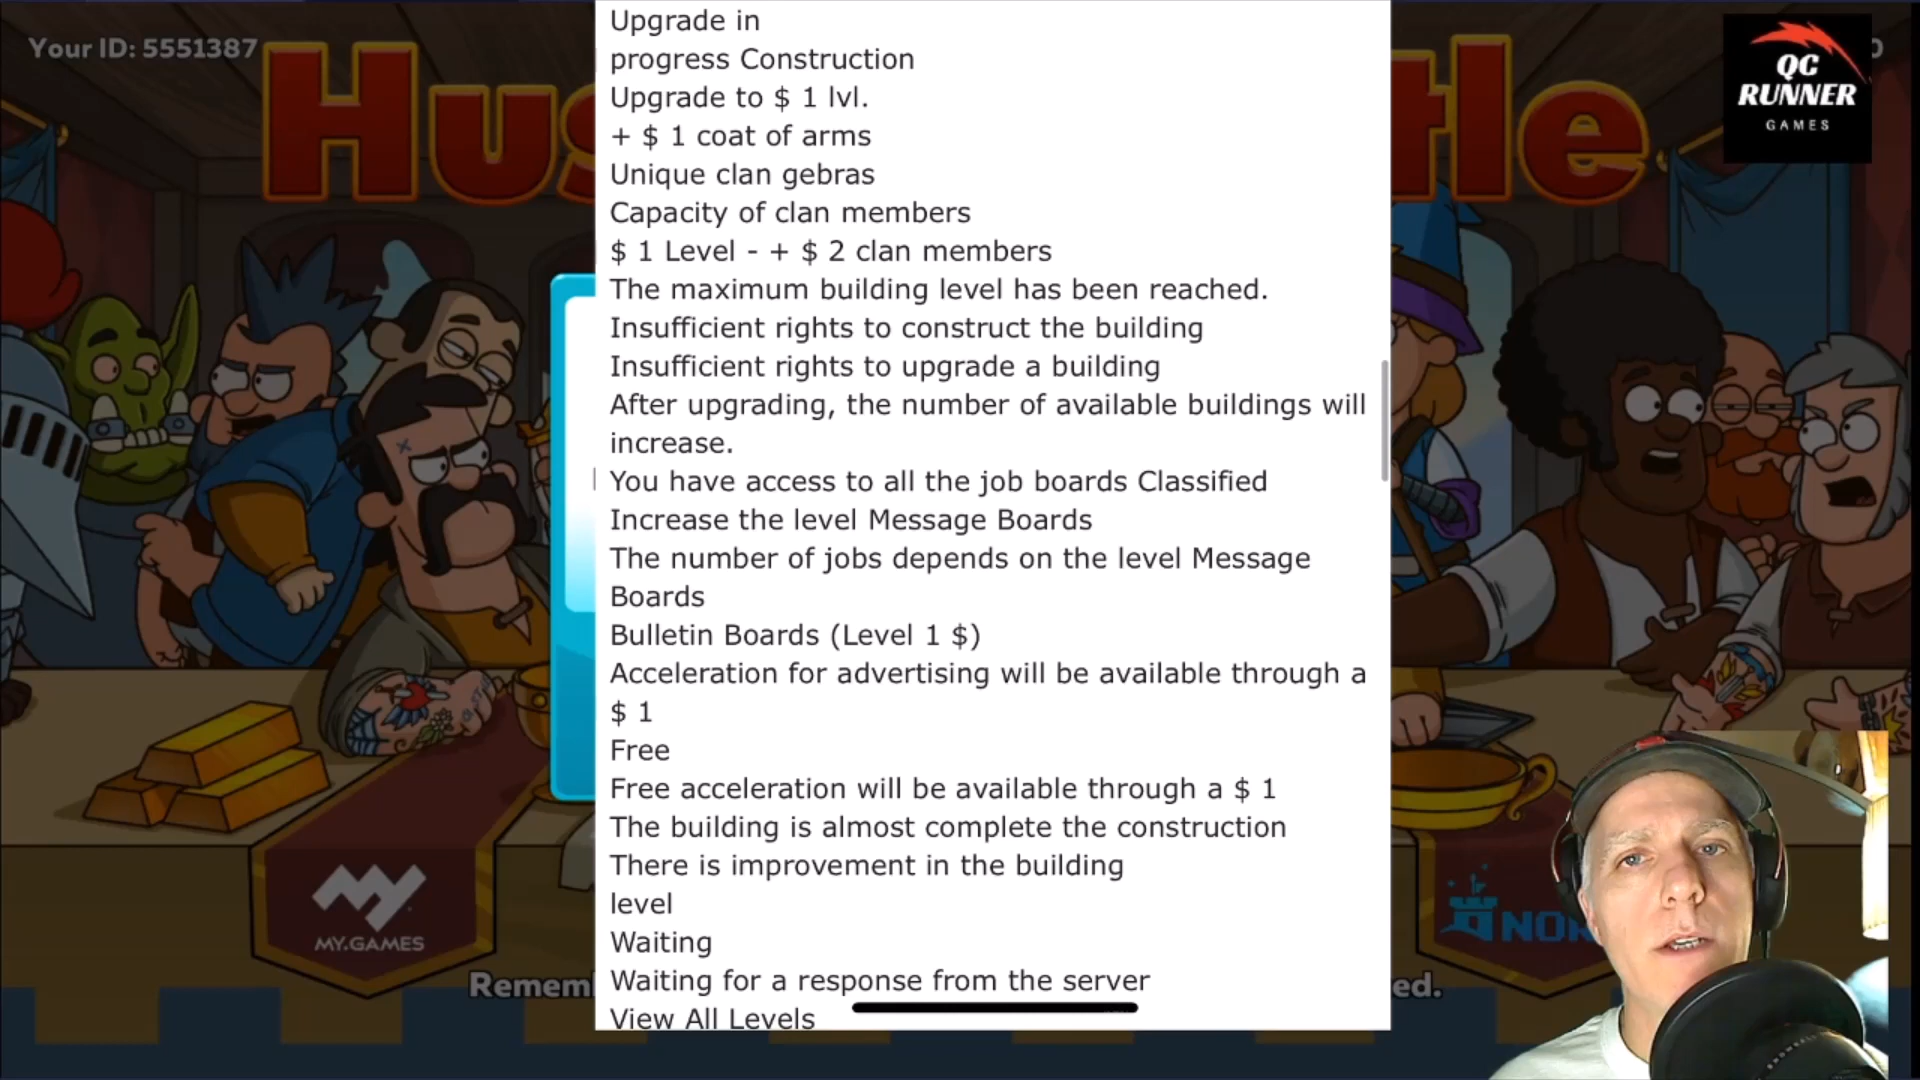 Your ID: 5551387
Hus
tle
QC
RUNNER
GAMES
Upgrade in
progress Construction
Upgrade to $ 1 lvl.
+ $ 1 coat of arms
Unique clan gebras
Capacity of clan members
$ 1 Level - + $ 2 clan members
The maximum building level has been reached.
Insufficient rights to construct the building
Insufficient rights to upgrade a building
After upgrading, the number of available buildings will
increase.
You have access to all the job boards Classified
Increase the level Message Boards
The number of jobs depends on the level Message
Boards
Bulletin Boards (Level 1 $)
Acceleration for advertising will be available through a
$ 1
Free
Free acceleration will be available through a $ 1
The building is almost complete the construction
There is improvement in the building
level
Waiting
Waiting for a response from the server
View All Levels
MY.GAMES
NOR
Remem
ed.